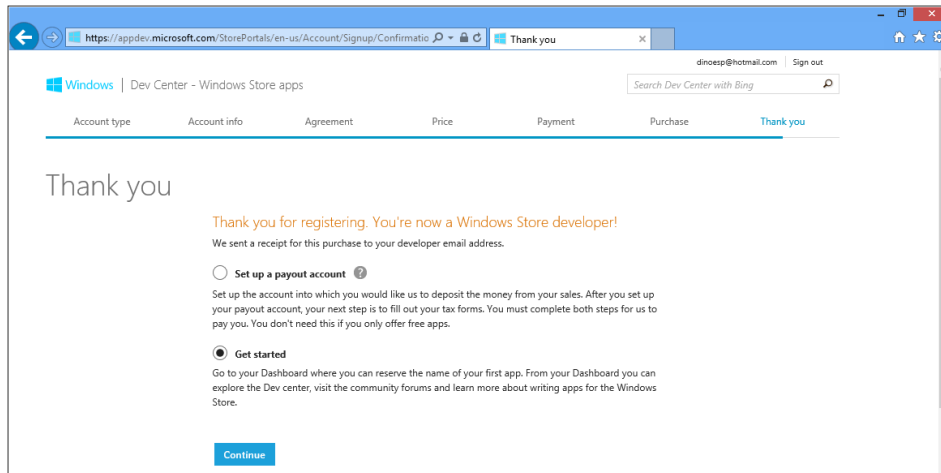 https://appdev.microsoft.com/StorePortals/en-us/Account/Signup/Confirmatio
Thank you
dinoesp@hotmail.com
Sign out
Windows | Dev Center - Windows Store apps
Search Dev Center with Bing
Account type
Account info
Agreement
Price
Payment
Purchase
Thank you
Thank you
Thank you for registering. You're now a Windows Store developer!
We sent a receipt for this purchase to your developer email address.
Set up a payout account ?
Set up the account into which you would like us to deposit the money from your sales. After you set up
your payout account, your next step is to fill out your tax forms. You must complete both steps for us to
pay you. You don't need this if you only offer free apps.
Get started
Go to your Dashboard where you can reserve the name of your first app. From your Dashboard you can
explore the Dev center, visit the community forums and learn more about writing apps for the Windows
Store.
Continue